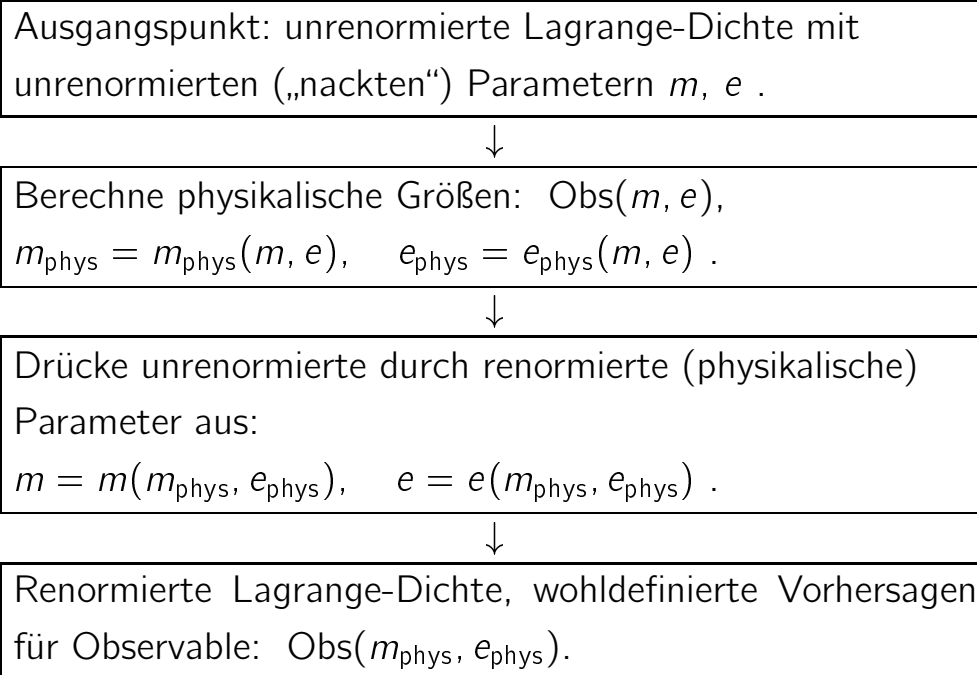 Ausgangspunkt: unrenormierte Lagrange-Dichte mit
unrenormierten („nackten“) Parametern m, e .
↓
Berechne physikalische Größen: Obs(m, e),
m_phys = m_phys(m, e), e_phys = e_phys(m, e) .
↓
Drücke unrenormierte durch renormierte (physikalische)
Parameter aus:
m = m(m_phys, e_phys), e = e(m_phys, e_phys) .
↓
Renormierte Lagrange-Dichte, wohldefinierte Vorhersagen
für Observable: Obs(m_phys, e_phys).